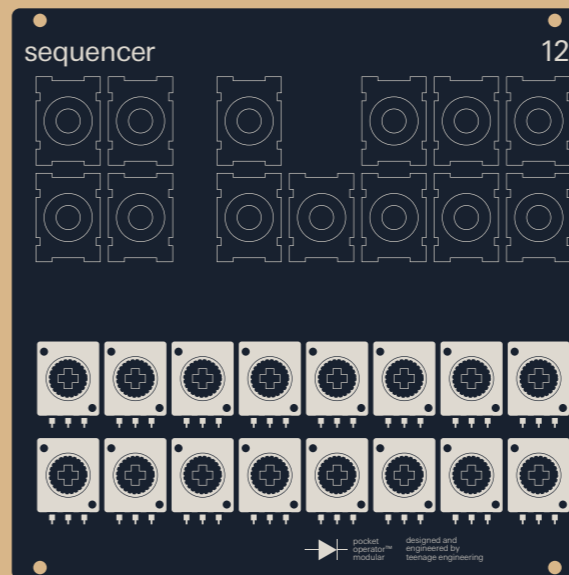 sequencer 12
pocket
operator™
modular
designed and
engineered by
teenage engineering